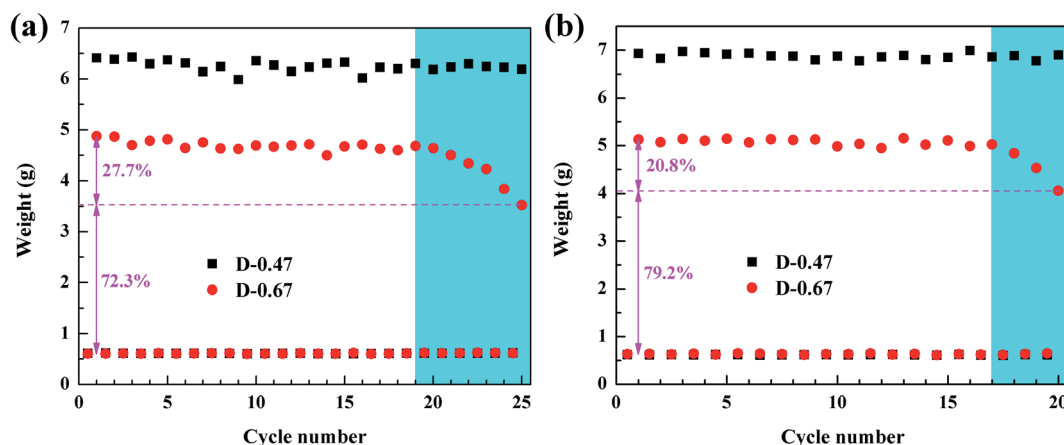 (a)
7
6
5
4
3
2
1
0
Weight (g)
27.7%
72.3%
D-0.47
D-0.67
0 5 10 15 20 25
Cycle number
(b)
7
6
5
4
3
2
1
0
Weight (g)
20.8%
79.2%
D-0.47
D-0.67
0 5 10 15 20
Cycle number